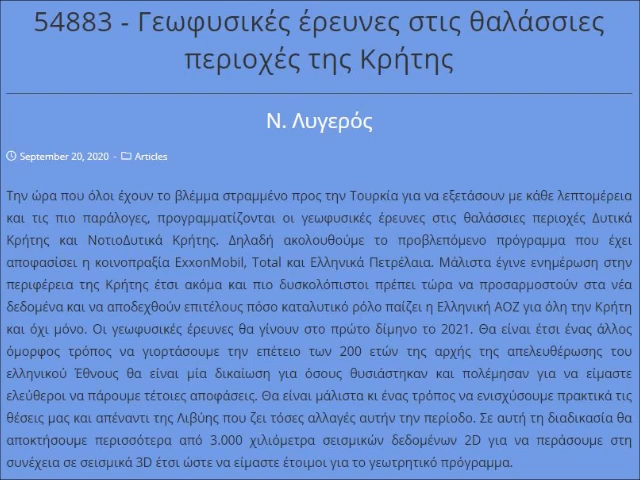 54883 - Γεωφυσικές έρευνες στις θαλάσσιες
περιοχές της Κρήτης
Ν. Λυγερός
September 20, 2020 - Articles
Την ώρα που όλοι έχουν το βλέμμα στραμμένο προς την Τουρκία για να εξετάσουν με κάθε λεπτομέρεια
και τις πιο παράλογες, προγραμματίζονται οι γεωφυσικές έρευνες στις θαλάσσιες περιοχές Δυτικά
Κρήτης και ΝοτιοΔυτικά Κρήτης. Δηλαδή ακολουθούμε το προβλεπόμενο πρόγραμμα που έχει
αποφασίσει η κοινοπραξία ExxonMobil, Total και Ελληνικά Πετρέλαια. Μάλιστα έγινε ενημέρωση στην
περιφέρεια της Κρήτης έτσι ακόμα και πιο δυσκολόπιστοι πρέπει τώρα να προσαρμοστούν στα νέα
δεδομένα και να αποδεχθούν επιτέλους πόσο καταλυτικό ρόλο παίζει η Ελληνική ΑΟΖ για όλη την Κρήτη
και όχι μόνο. Οι γεωφυσικές έρευνες θα γίνουν στο πρώτο δίμηνο το 2021. Θα είναι έτσι ένας άλλος
όμορφος τρόπος να γιορτάσουμε την επέτειο των 200 ετών της αρχής της απελευθέρωσης του
ελληνικού Έθνους θα είναι μία δικαίωση για όσους θυσιάστηκαν και πολέμησαν για να είμαστε
ελεύθεροι να πάρουμε τέτοιες αποφάσεις. Θα είναι μάλιστα κι ένας τρόπος να ενισχύσουμε πρακτικά τις
θέσεις μας και απέναντι της Λιβύης που ζει τόσες αλλαγές αυτήν την περίοδο. Σε αυτή τη διαδικασία θα
αποκτήσουμε περισσότερα από 3.000 χιλιόμετρα σεισμικών δεδομένων 2D για να περάσουμε στη
συνέχεια σε σεισμικά 3D έτσι ώστε να είμαστε έτοιμοι για το γεωτρητικό πρόγραμμα.